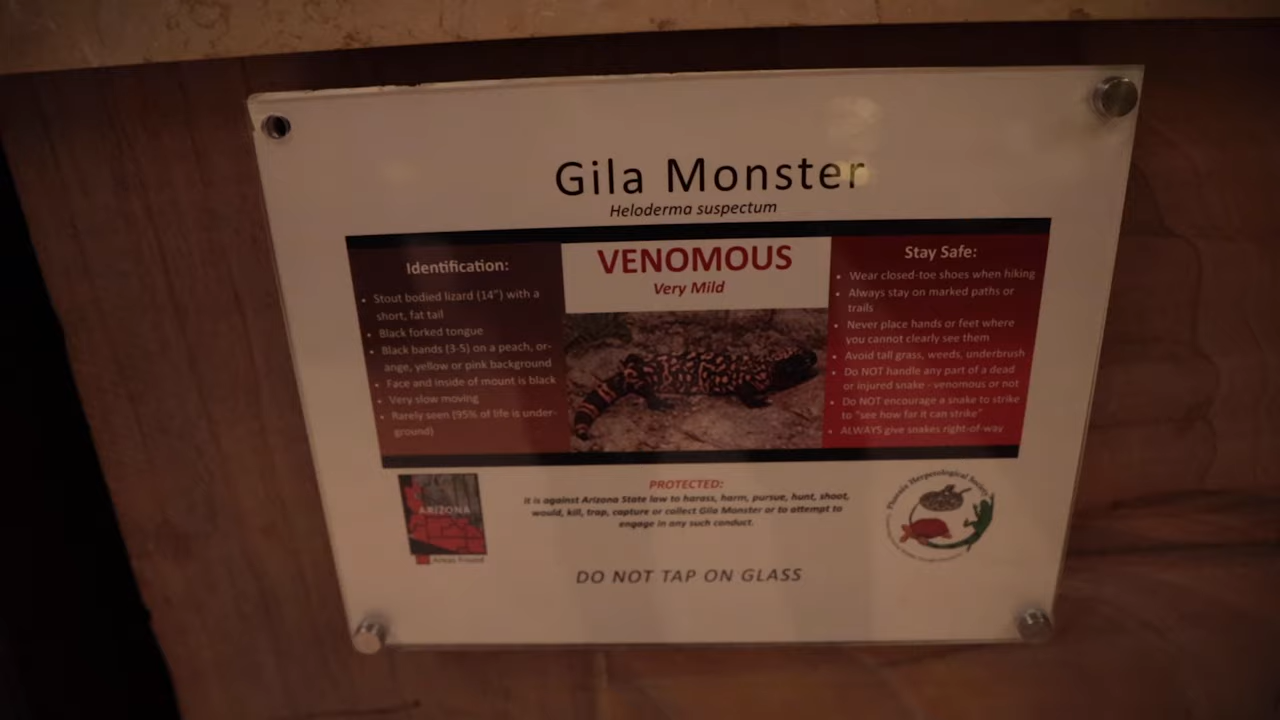 Gila Monster
Heloderma suspectum
Identification:
• Stout bodied lizard (14") with a
short, fat tail
• Black forked tongue
• Black bands (3-5) on a peach, or-
ange, yellow or pink background
• Face and inside of mount is black
• Very slow moving
• Rarely seen (95% of life is under-
ground)
VENOMOUS
Very Mild
Stay Safe:
• Wear closed-toe shoes when hiking
• Always stay on marked paths or
trails
• Never place hands or feet where
you cannot clearly see them
• Avoid tall grass, weeds, underbrush
• Do NOT handle any part of a dead
or injured snake - venomous or not
• Do NOT encourage a snake to strike
to "see how far it can strike"
• ALWAYS give snakes right-of-way
ARIZONA
Areas Found
PROTECTED:
It is against Arizona State law to harass, harm, pursue, hunt, shoot,
would, kill, trap, capture or collect Gila Monster or to attempt to
engage in any such conduct.
Phoenix Herpetological Society
DO NOT TAP ON GLASS